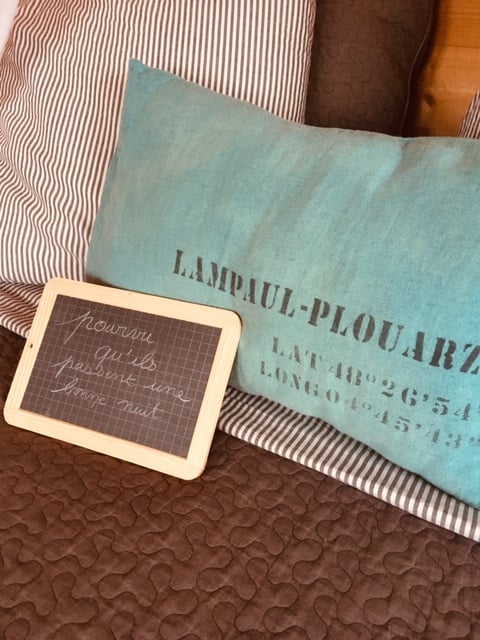 LAMPAUL-PLOUARZ
LAT 48°26'54"
LONG 04°45'43"
pourvu
qu'ils
passent une
bonne nuit